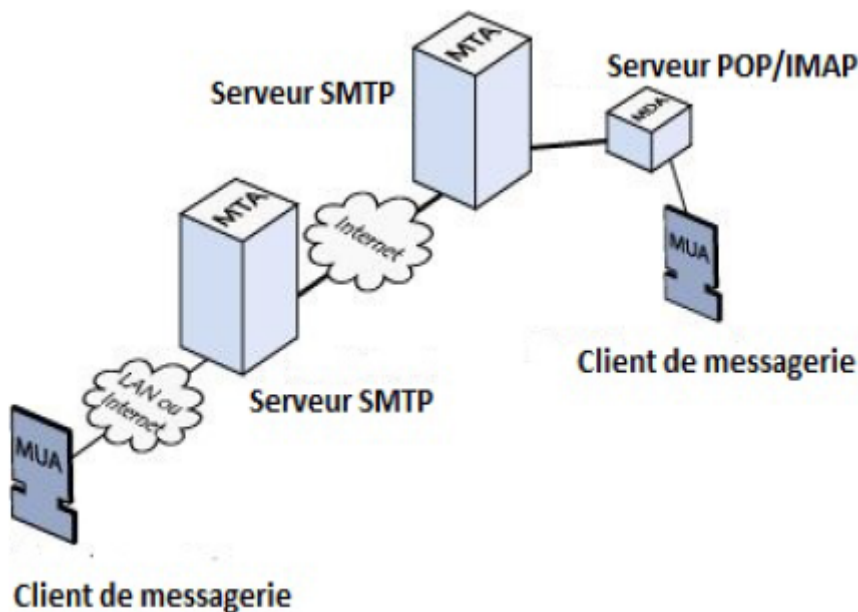 MTA
Serveur POP/IMAP
Serveur SMTP
MDA
MTA
Internet
MUA
Client de messagerie
LAN ou
Internet
Serveur SMTP
MUA
Client de messagerie